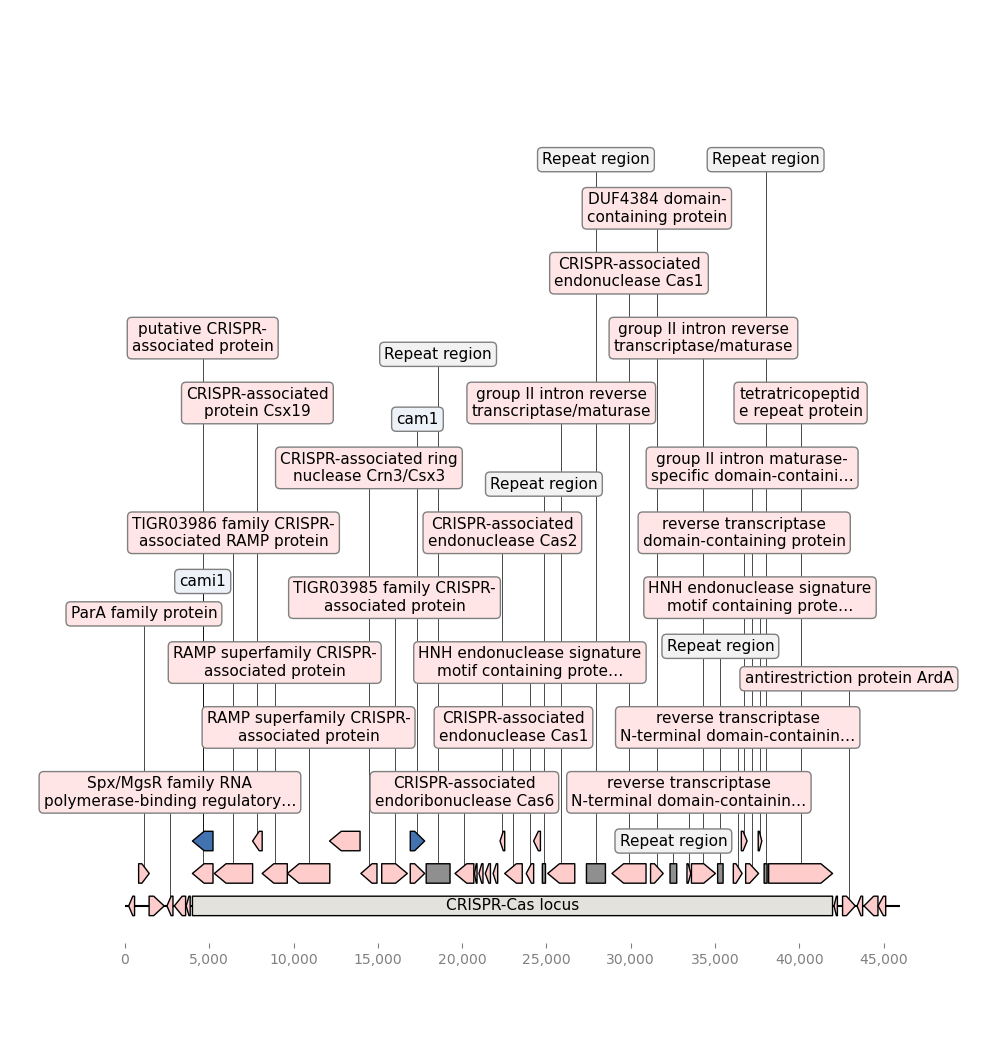 Repeat region
Repeat region
DUF4384 domain-
containing protein
CRISPR-associated
endonuclease Cas1
putative CRISPR-
associated protein
group II intron reverse
transcriptase/maturase
Repeat region
CRISPR-associated
protein Csx19
group II intron reverse
transcriptase/maturase
tetratricopeptid
e repeat protein
cam1
CRISPR-associated ring
nuclease Crn3/Csx3
group II intron maturase-
specific domain-containi...
Repeat region
TIGR03986 family CRISPR-
associated RAMP protein
CRISPR-associated
endonuclease Cas2
reverse transcriptase
domain-containing protein
cami1
TIGR03985 family CRISPR-
associated protein
HNH endonuclease signature
motif containing prote...
ParA family protein
Repeat region
RAMP superfamily CRISPR-
associated protein
HNH endonuclease signature
motif containing prote...
antirestriction protein ArdA
RAMP superfamily CRISPR-
associated protein
CRISPR-associated
endonuclease Cas1
reverse transcriptase
N-terminal domain-containin...
Spx/MgsR family RNA
polymerase-binding regulatory...
CRISPR-associated
endoribonuclease Cas6
reverse transcriptase
N-terminal domain-containin...
Repeat region
CRISPR-Cas locus
0
5,000
10,000
15,000
20,000
25,000
30,000
35,000
40,000
45,000